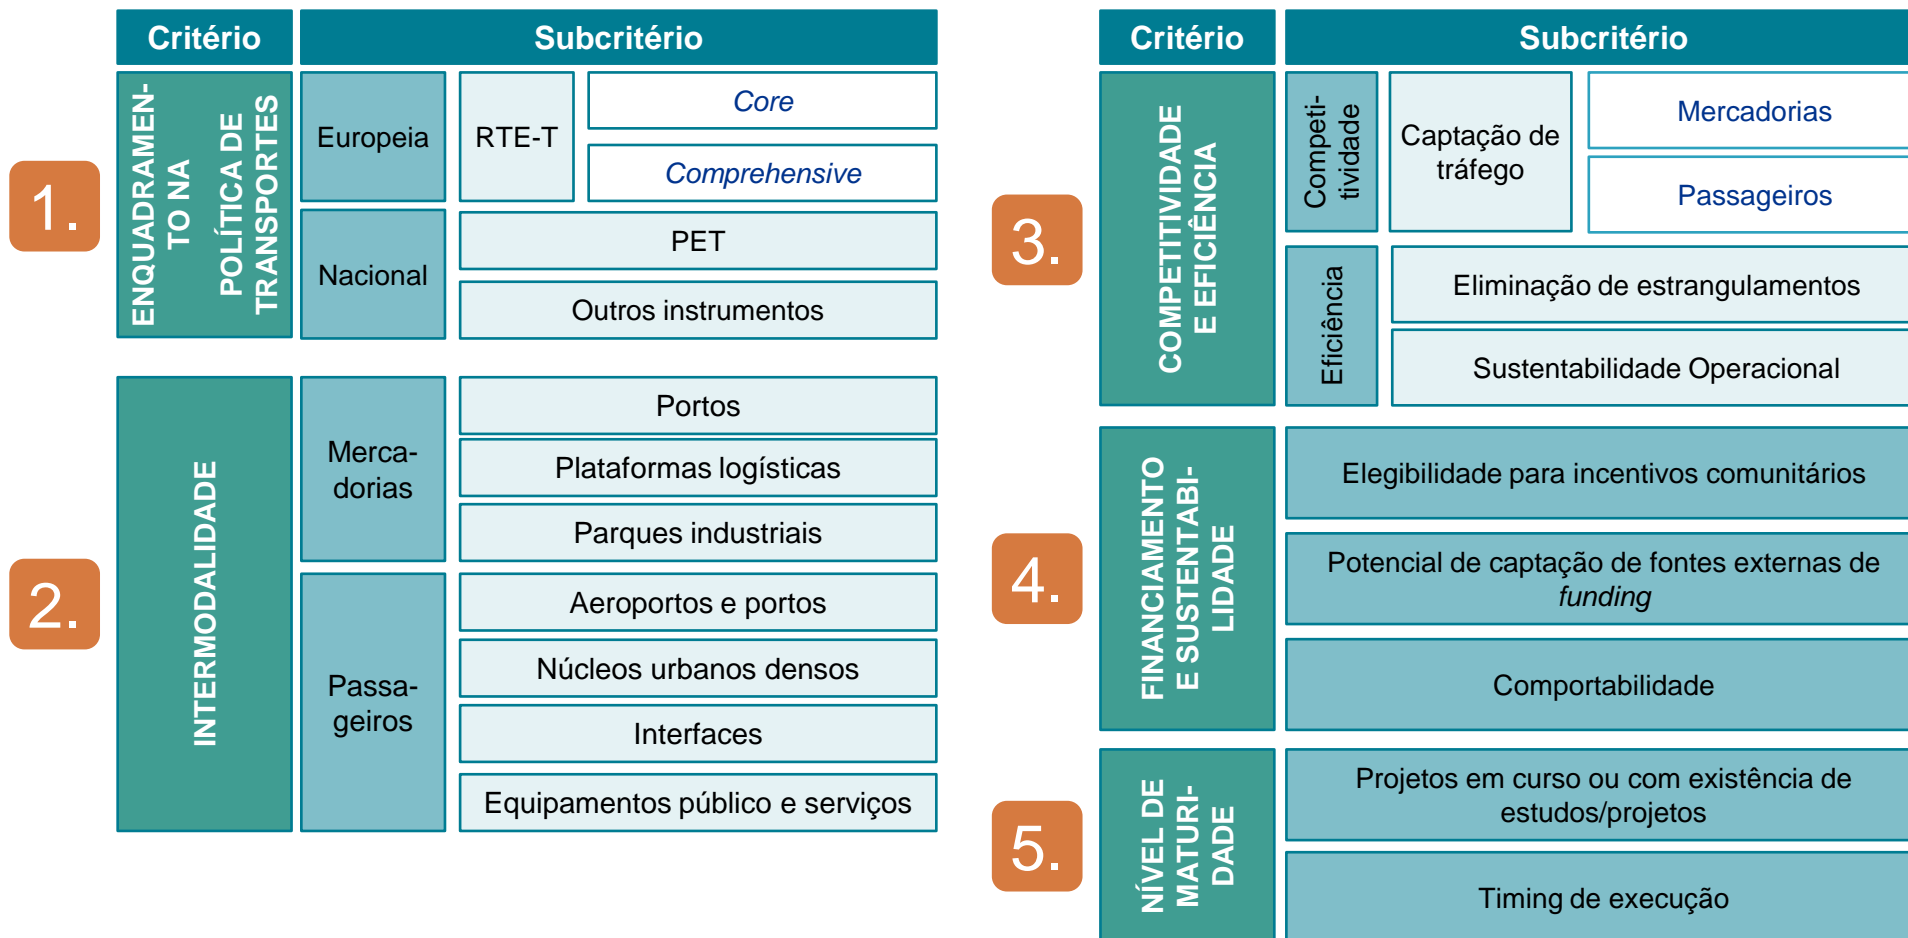 Critério
Subcritério
1.
ENQUADRAMEN-
TO NA
POLÍTICA DE
TRANSPORTES
Europeia
RTE-T
Core
Comprehensive
Nacional
PET
Outros instrumentos
2.
INTERMODALIDADE
Merca-
dorias
Portos
Plataformas logísticas
Parques industriais
Passa-
geiros
Aeroportos e portos
Núcleos urbanos densos
Interfaces
Equipamentos público e serviços
Critério
Subcritério
3.
COMPETITIVIDADE
E EFICIÊNCIA
Competi-
tividade
Captação de
tráfego
Mercadorias
Passageiros
Eficiência
Eliminação de estrangulamentos
Sustentabilidade Operacional
4.
FINANCIAMENTO
E SUSTENTABI-
LIDADE
Elegibilidade para incentivos comunitários
Potencial de captação de fontes externas de
funding
Comportabilidade
5.
NÍVEL DE
MATURI-
DADE
Projetos em curso ou com existência de
estudos/projetos
Timing de execução